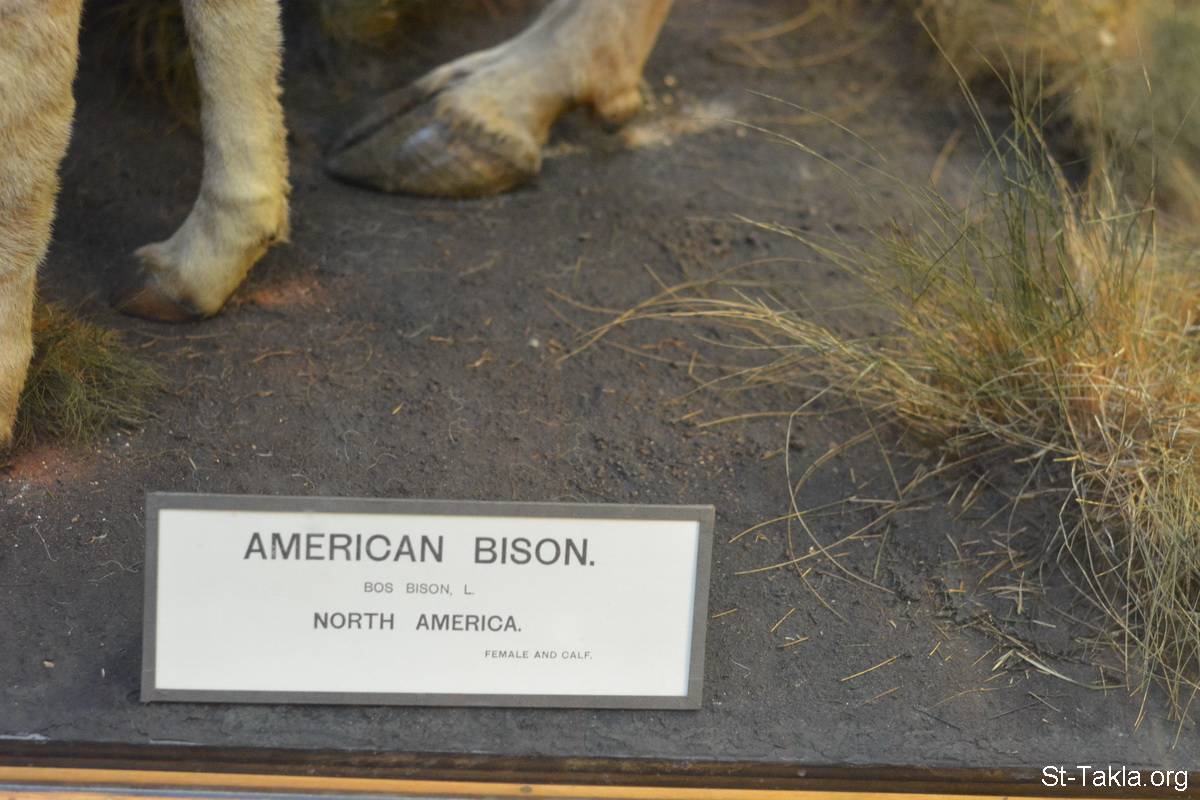 AMERICAN BISON.
BOS BISON, L.
NORTH AMERICA.
FEMALE AND CALF.
St-Takla.org